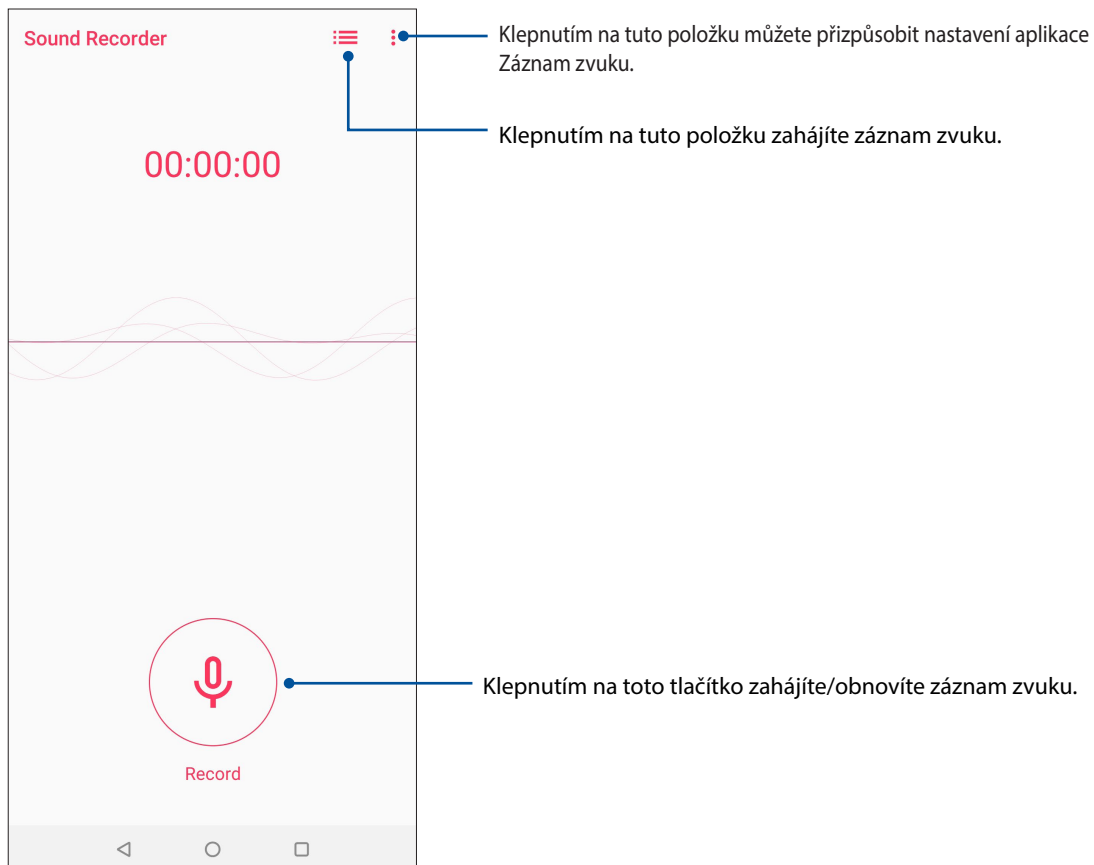 Sound Recorder
Klepnutím na tuto položku můžete přizpůsobit nastavení aplikace
Záznam zvuku.
Klepnutím na tuto položku zahájíte záznam zvuku.
00:00:00
Klepnutím na toto tlačítko zahájíte/obnovíte záznam zvuku.
Record